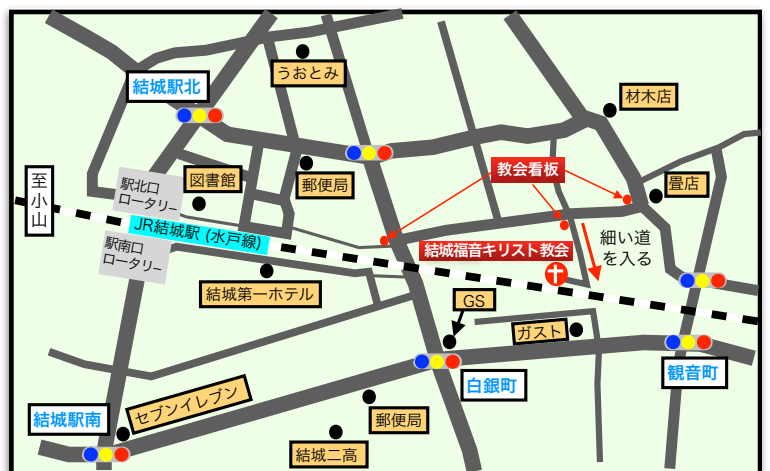 うおとみ
結城駅北
材木店
教会看板
至小山
図書館
郵便局
畳店
駅北口
ロータリー
JR結城駅 (水戸線)
駅南口
ロータリー
結城福音キリスト教会
細い道
を入る
結城第一ホテル
GS
ガスト
白銀町
観音町
セブンイレブン
結城駅南
郵便局
結城二高